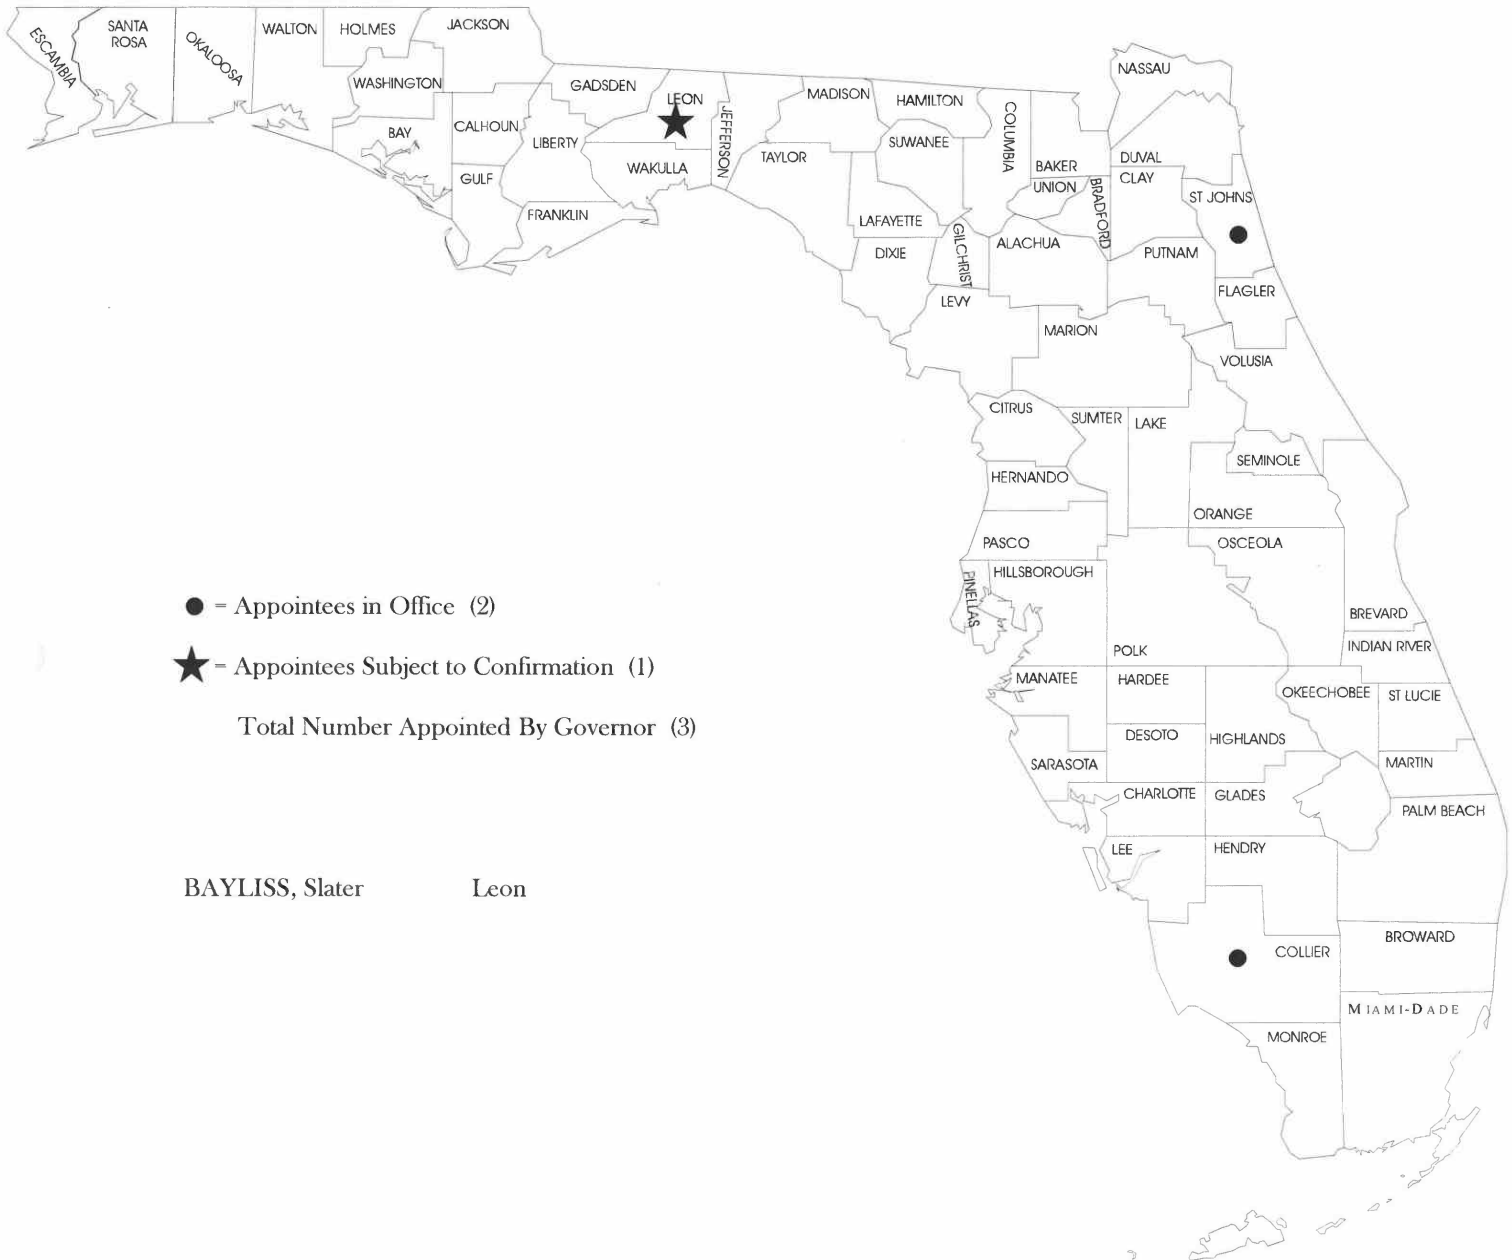 ESCAMBIA
SANTA
ROSA
OKALOOSA
WALTON
HOLMES
JACKSON
WASHINGTON
BAY
CALHOUN
GULF
GADSDEN
LIBERTY
FRANKLIN
LEON
WAKULLA
JEFFERSON
MADISON
TAYLOR
HAMILTON
SUWANEE
LAFAYETTE
DIXIE
COLUMBIA
GILCHRIST
LEVY
BAKER
UNION
BRADFORD
ALACHUA
NASSAU
DUVAL
CLAY
ST JOHNS
PUTNAM
FLAGLER
MARION
VOLUSIA
CITRUS
SUMTER
LAKE
SEMINOLE
HERNANDO
ORANGE
PASCO
OSCEOLA
PINELLAS
HILLSBOROUGH
POLK
BREVARD
INDIAN RIVER
MANATEE
HARDEE
OKEECHOBEE
ST LUCIE
DESOTO
HIGHLANDS
SARASOTA
MARTIN
CHARLOTTE
GLADES
PALM BEACH
LEE
HENDRY
COLLIER
BROWARD
MIAMI-DADE
MONROE
= Appointees in Office (2)
= Appointees Subject to Confirmation (1)
Total Number Appointed By Governor (3)
BAYLISS, Slater Leon